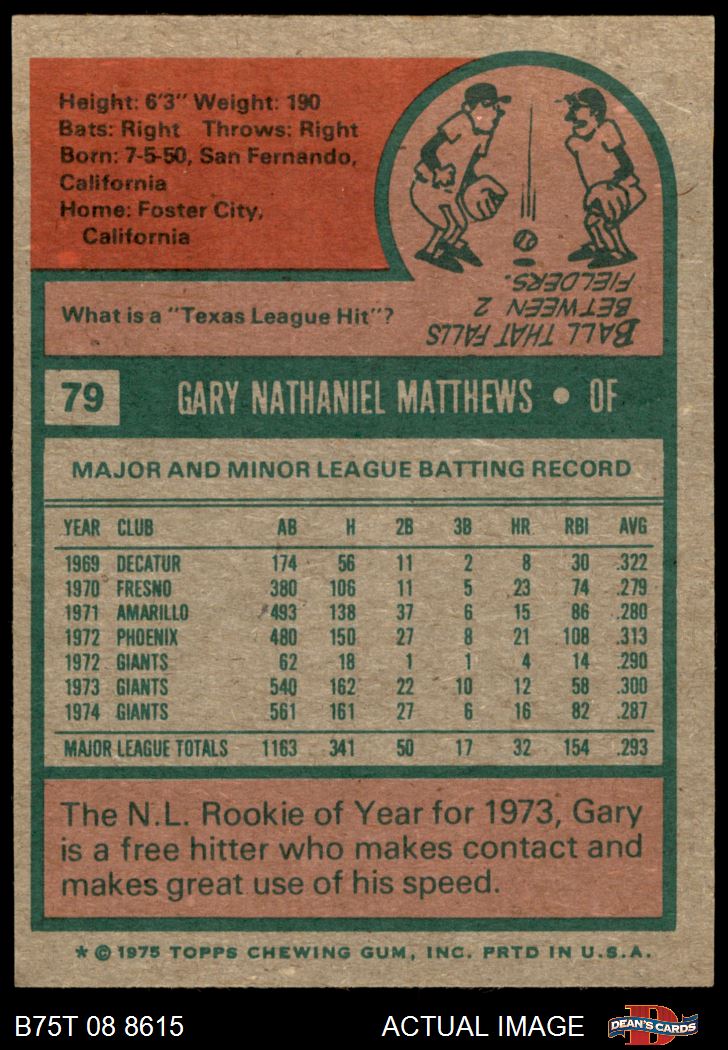 Height: 6'3" Weight: 190
Bats: Right Throws: Right
Born: 7-5-50, San Fernando,
California
Home: Foster City,
California
What is a "Texas League Hit"?
BALL THAT FALLS
BETWEEN 2
FIELDERS.
79 GARY NATHANIEL MATTHEWS • OF
MAJOR AND MINOR LEAGUE BATTING RECORD
YEAR CLUB AB H 2B 3B HR RBI AVG
1969 DECATUR 174 56 11 2 8 30 .322
1970 FRESNO 380 106 11 5 23 74 .279
1971 AMARILLO 493 138 37 6 15 86 .280
1972 PHOENIX 480 150 27 8 21 108 .313
1972 GIANTS 62 18 1 1 4 14 .290
1973 GIANTS 540 162 22 10 12 58 .300
1974 GIANTS 561 161 27 6 16 82 .287
MAJOR LEAGUE TOTALS 1163 341 50 17 32 154 .293
The N.L. Rookie of Year for 1973, Gary
is a free hitter who makes contact and
makes great use of his speed.
* © 1975 TOPPS CHEWING GUM, INC. PRTD IN U.S.A.
B75T 08 8615 ACTUAL IMAGE D DEAN'S CARDS